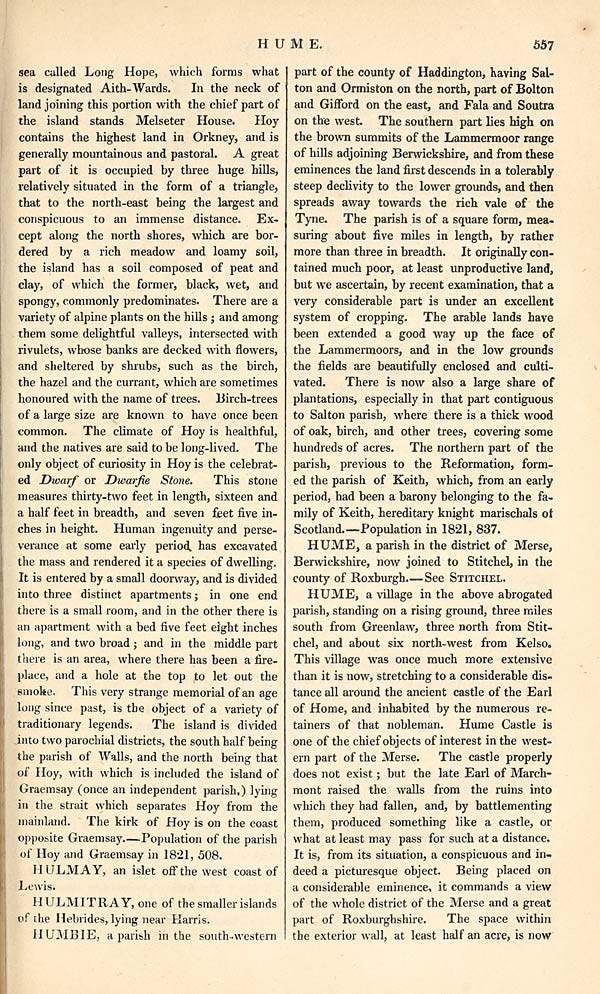 HUME.
557
sea called Long Hope, which forms what
is designated Aith-Wards. In the neck of
land joining this portion with the chief part of
the island stands Melseter House. Hoy
contains the highest land in Orkney, and is
generally mountainous and pastoral. A great
part of it is occupied by three huge hills,
relatively situated in the form of a triangle,
that to the north-east being the largest and
conspicuous to an immense distance. Ex-
cept along the north shores, which are bor-
dered by a rich meadow and loamy soil,
the island has a soil composed of peat and
clay, of which the former, black, wet, and
spongy, commonly predominates. There are a
variety of alpine plants on the hills ; and among
them some delightful valleys, intersected with
rivulets, whose banks are decked with flowers,
and sheltered by shrubs, such as the birch,
the hazel and the currant, which are sometimes
honoured with the name of trees. Birch-trees
of a large size are known to have once been
common. The climate of Hoy is healthful,
and the natives are said to be long-lived. The
only object of curiosity in Hoy is the celebrat-
ed Dwarf or Dwarfie Stone. This stone
measures thirty-two feet in length, sixteen and
a half feet in breadth, and seven feet five in-
ches in height. Human ingenuity and perse-
verance at some early period, has excavated
the mass and rendered it a species of dwelling.
It is entered by a small doorway, and is divided
into three distinct apartments ; in one end
there is a small room, and in the other there is
an apartment with a bed five feet eight inches
long, and two broad ; and in the middle part
there is an area, where there has been a fire-
place, and a hole at the top to let out the
smoke. This very strange memorial of an age
long since past, is the object of a variety of
traditionary legends. The island is divided
into two parochial districts, the south half being
the parish of Walls, and the north being that
of Hoy, with which is included the island of
Graemsay (once an independent parish,) lying
in the strait which separates Hoy from the
mainland. The kirk of Hoy is on the coast
opposite Graemsay.—Population of the parish
of Hoy and Graemsay in 1821, 508.
HULMAY, an islet off the west coast of
Lewis.
HULMITRAY, one of the smaller islands
of the Hebrides, lying near Harris.
HUMBIE, a parish in the south-western
part of the county of Haddington, having Sal-
ton and Ormiston on the north, part of Bolton
and Gifford on the east, and Fala and Soutra
on the west. The southern part lies high on
the brown summits of the Lammermoor range
of hills adjoining Berwickshire, and from these
eminences the land first descends in a tolerably
steep declivity to the lower grounds, and then
spreads away towards the rich vale of the
Tyne. The parish is of a square form, mea-
suring about five miles in length, by rather
more than three in breadth. It originally con-
tained much poor, at least unproductive land,
but we ascertain, by recent examination, that a
very considerable part is under an excellent
system of cropping. The arable lands have
been extended a good way up the face of
the Lammermoors, and in the low grounds
the fields are beautifully enclosed and culti-
vated. There is now also a large share of
plantations, especially in that part contiguous
to Salton parish, where there is a thick wood
of oak, birch, and other trees, covering some
hundreds of acres. The northern part of the
parish, previous to the Reformation, form-
ed the parish of Keith, which, from an early
period, had been a barony belonging to the fa-
mily of Keith, hereditary knight marischals of
Scotland.—Population in 1821, 837.
HUME, a parish in the district of Merse,
Berwickshire, now joined to Stitchel, in the
county of Roxburgh.—See STITCHEL.
HUME, a village in the above abrogated
parish, standing on a rising ground, three miles
south from Greenlaw, three north from Stit-
chel, and about six north-west from Kelso.
This village was once much more extensive
than it is now, stretching to a considerable dis-
tance all around the ancient castle of the Earl
of Home, and inhabited by the numerous re-
tainers of that nobleman. Hume Castle is
one of the chief objects of interest in the west-
ern part of the Merse. The castle properly
does not exist ; but the late Earl of March-
mont raised the walls from the ruins into
which they had fallen, and, by battlementing
them, produced something like a castle, or
what at least may pass for such at a distance.
It is, from its situation, a conspicuous and in-
deed a picturesque object. Being placed on
a considerable eminence, it commands a view
of the whole district of the Merse and a great
part of Roxburghshire. The space within
the exterior wall, at least half an acre, is now